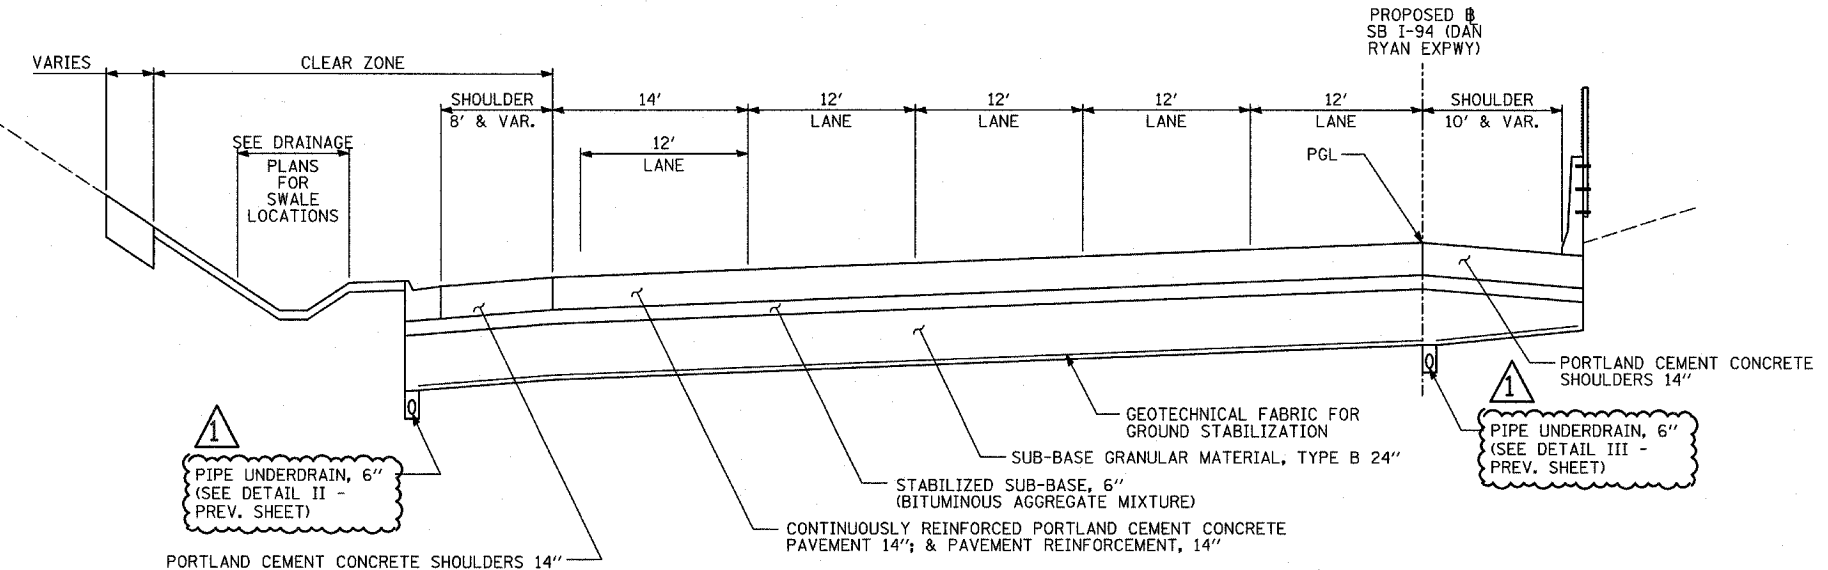 PROPOSED ℄
SB I-94 (DAN
RYAN EXPWY)
VARIES
CLEAR ZONE
SHOULDER
8' & VAR.
14'
12'
LANE
12'
LANE
12'
LANE
12'
LANE
SHOULDER
10' & VAR.
12'
LANE
SEE DRAINAGE
PLANS
FOR
SWALE
LOCATIONS
PGL
PORTLAND CEMENT CONCRETE
SHOULDERS 14"
1
PIPE UNDERDRAIN, 6"
(SEE DETAIL III -
PREV. SHEET)
GEOTECHNICAL FABRIC FOR
GROUND STABILIZATION
SUB-BASE GRANULAR MATERIAL, TYPE B 24"
STABILIZED SUB-BASE, 6"
(BITUMINOUS AGGREGATE MIXTURE)
CONTINUOUSLY REINFORCED PORTLAND CEMENT CONCRETE
PAVEMENT 14"; & PAVEMENT REINFORCEMENT, 14"
1
PIPE UNDERDRAIN, 6"
(SEE DETAIL II -
PREV. SHEET)
PORTLAND CEMENT CONCRETE SHOULDERS 14"